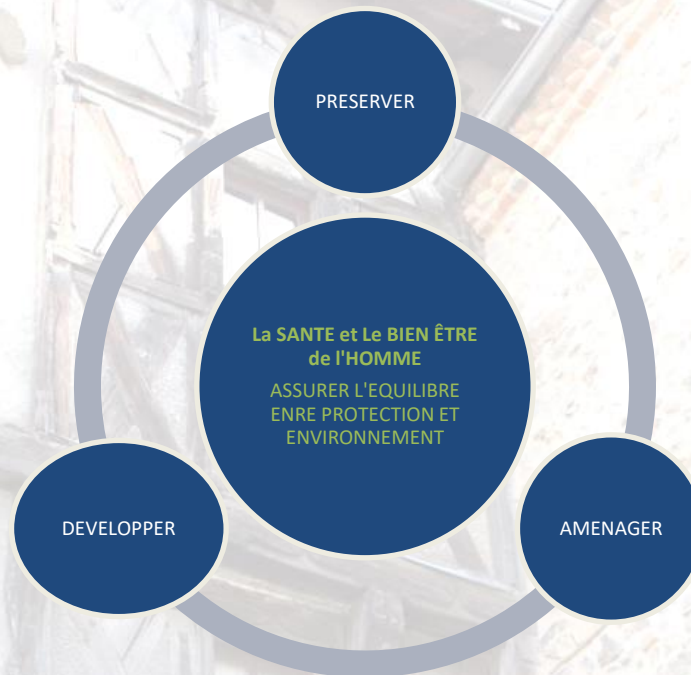 PRESERVER
La SANTE et Le BIEN ÊTRE
de l'HOMME
ASSURER L'EQUILIBRE
ENRE PROTECTION ET
ENVIRONNEMENT
DEVELOPPER
AMENAGER